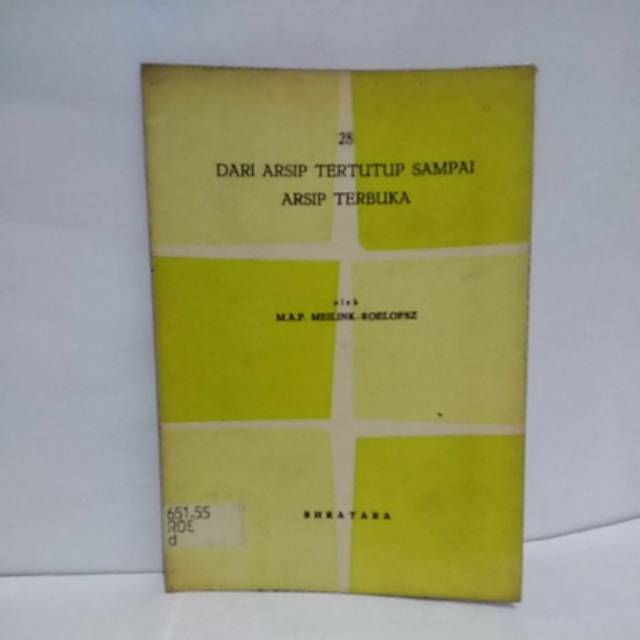 28
DARI ARSIP TERTUTUP SAMPAI
ARSIP TERBUKA
oleh
M.A.P. MEILINK-ROELOFSZ
BHRATARA
651.55
ROE
d